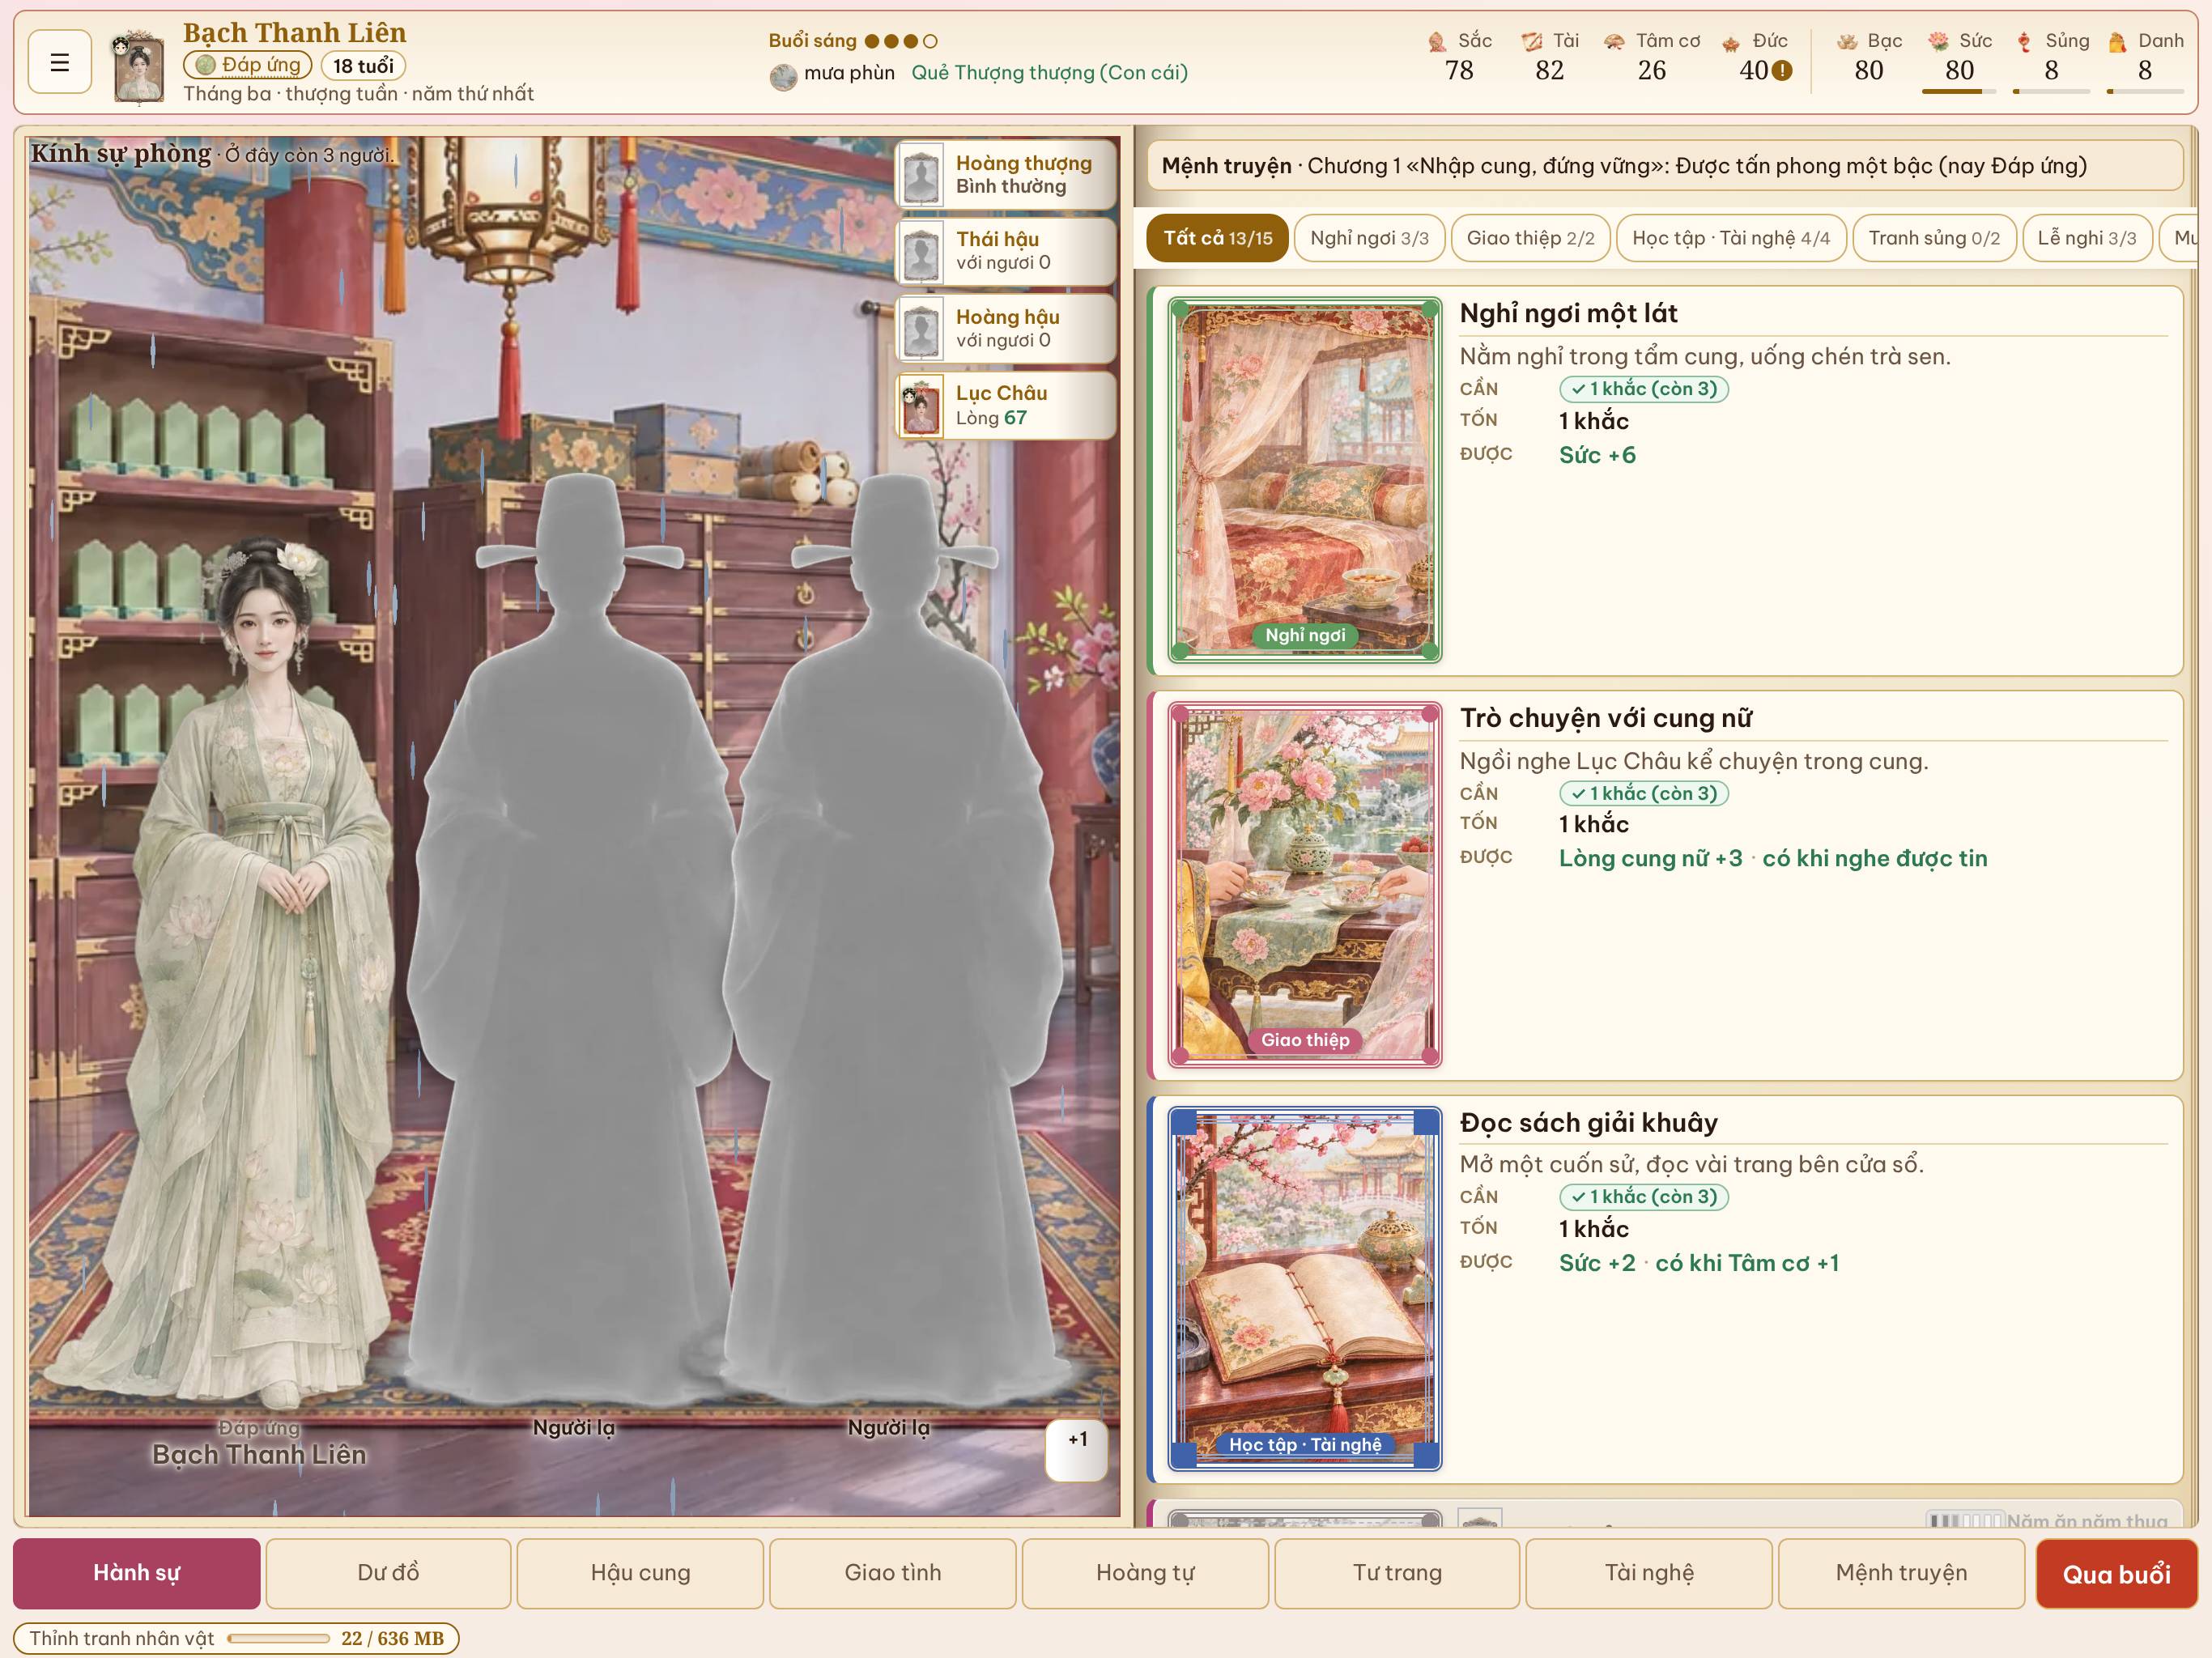 ☰
Bạch Thanh Liên
Đáp ứng
18 tuổi
Tháng ba · thượng tuần · năm thứ nhất
Buổi sáng
mưa phùn Quẻ Thượng thượng (Con cái)
Sắc
78
Tài
82
Tâm cơ
26
Đức
40 !
Bạc
80
Sức
80
Sủng
8
Danh
8
Kính sự phòng · Ở đây còn 3 người.
Hoàng thượng
Bình thường
Thái hậu
với ngươi 0
Hoàng hậu
với ngươi 0
Lục Châu
Lòng 67
Đáp ứng
Bạch Thanh Liên
Người lạ
Người lạ
+1
Mệnh truyện · Chương 1 «Nhập cung, đứng vững»: Được tấn phong một bậc (nay Đáp ứng)
Tất cả 13/15
Nghỉ ngơi 3/3
Giao thiệp 2/2
Học tập · Tài nghệ 4/4
Tranh sủng 0/2
Lễ nghi 3/3
Nghỉ ngơi
Nghỉ ngơi một lát
Nằm nghỉ trong tẩm cung, uống chén trà sen.
CẦN ✓ 1 khắc (còn 3)
TỐN 1 khắc
ĐƯỢC Sức +6
Giao thiệp
Trò chuyện với cung nữ
Ngồi nghe Lục Châu kể chuyện trong cung.
CẦN ✓ 1 khắc (còn 3)
TỐN 1 khắc
ĐƯỢC Lòng cung nữ +3 · có khi nghe được tin
Học tập · Tài nghệ
Đọc sách giải khuây
Mở một cuốn sử, đọc vài trang bên cửa sổ.
CẦN ✓ 1 khắc (còn 3)
TỐN 1 khắc
ĐƯỢC Sức +2 · có khi Tâm cơ +1
Năm ăn năm thua
Hành sự
Dư đồ
Hậu cung
Giao tình
Hoàng tự
Tư trang
Tài nghệ
Mệnh truyện
Qua buổi
Thỉnh tranh nhân vật 22 / 636 MB